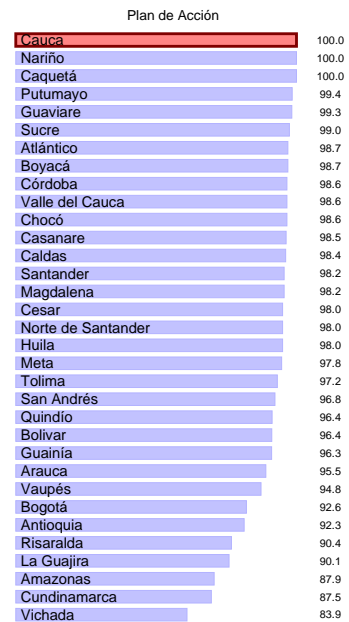 Plan de Acción
Cauca 100.0
Nariño 100.0
Caquetá 100.0
Putumayo 99.4
Guaviare 99.3
Sucre 99.0
Atlántico 98.7
Boyacá 98.7
Córdoba 98.6
Valle del Cauca 98.6
Chocó 98.6
Casanare 98.5
Caldas 98.4
Santander 98.2
Magdalena 98.2
Cesar 98.0
Norte de Santander 98.0
Huila 98.0
Meta 97.8
Tolima 97.2
San Andrés 96.8
Quindío 96.4
Bolivar 96.4
Guainía 96.3
Arauca 95.5
Vaupés 94.8
Bogotá 92.6
Antioquia 92.3
Risaralda 90.4
La Guajira 90.1
Amazonas 87.9
Cundinamarca 87.5
Vichada 83.9